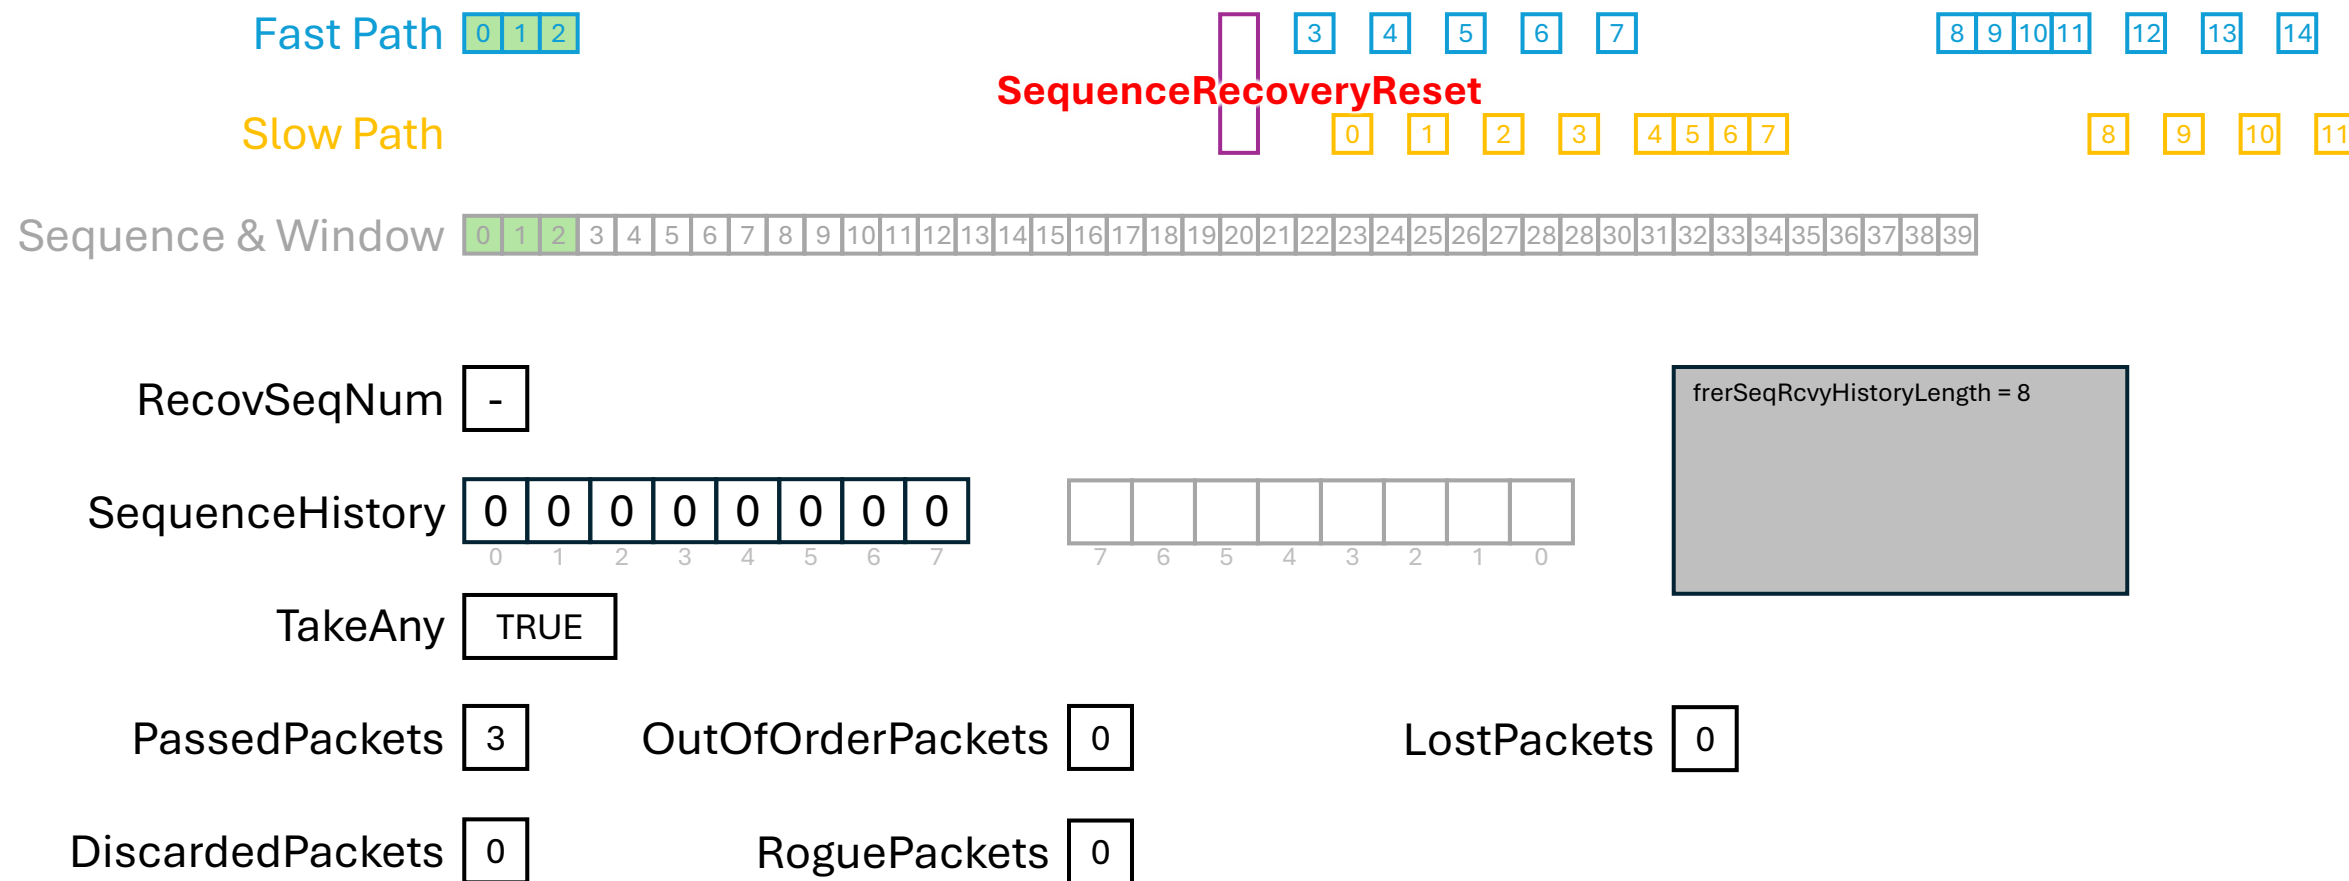 Fast Path 0 1 2 3 4 5 6 7 8 9 10 11 12 13 14
SequenceRecoveryReset
Slow Path 0 1 2 3 4 5 6 7 8 9 10 11
Sequence & Window 0 1 2 3 4 5 6 7 8 9 10 11 12 13 14 15 16 17 18 19 20 21 22 23 24 25 26 27 28 28 30 31 32 33 34 35 36 37 38 39
RecovSeqNum -
frerSeqRcvyHistoryLength = 8
SequenceHistory 0 0 0 0 0 0 0 0
0 1 2 3 4 5 6 7 7 6 5 4 3 2 1 0
TakeAny TRUE
PassedPackets 3 OutOfOrderPackets 0 LostPackets 0
DiscardedPackets 0 RoguePackets 0